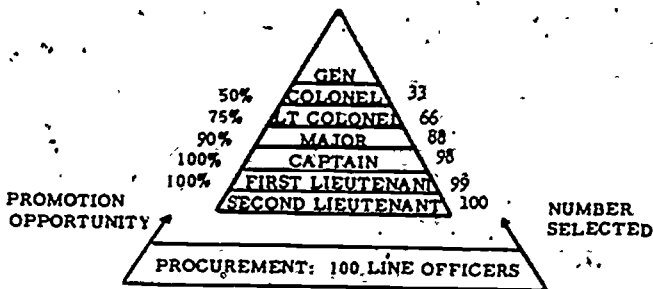 GEN
50% COLONEL 33
75% LT COLONEL 66
90% MAJOR 88
100% CAPTAIN 98
100% FIRST LIEUTENANT 99
SECOND LIEUTENANT 100
PROMOTION OPPORTUNITY
NUMBER SELECTED
PROCUREMENT: 100 LINE OFFICERS